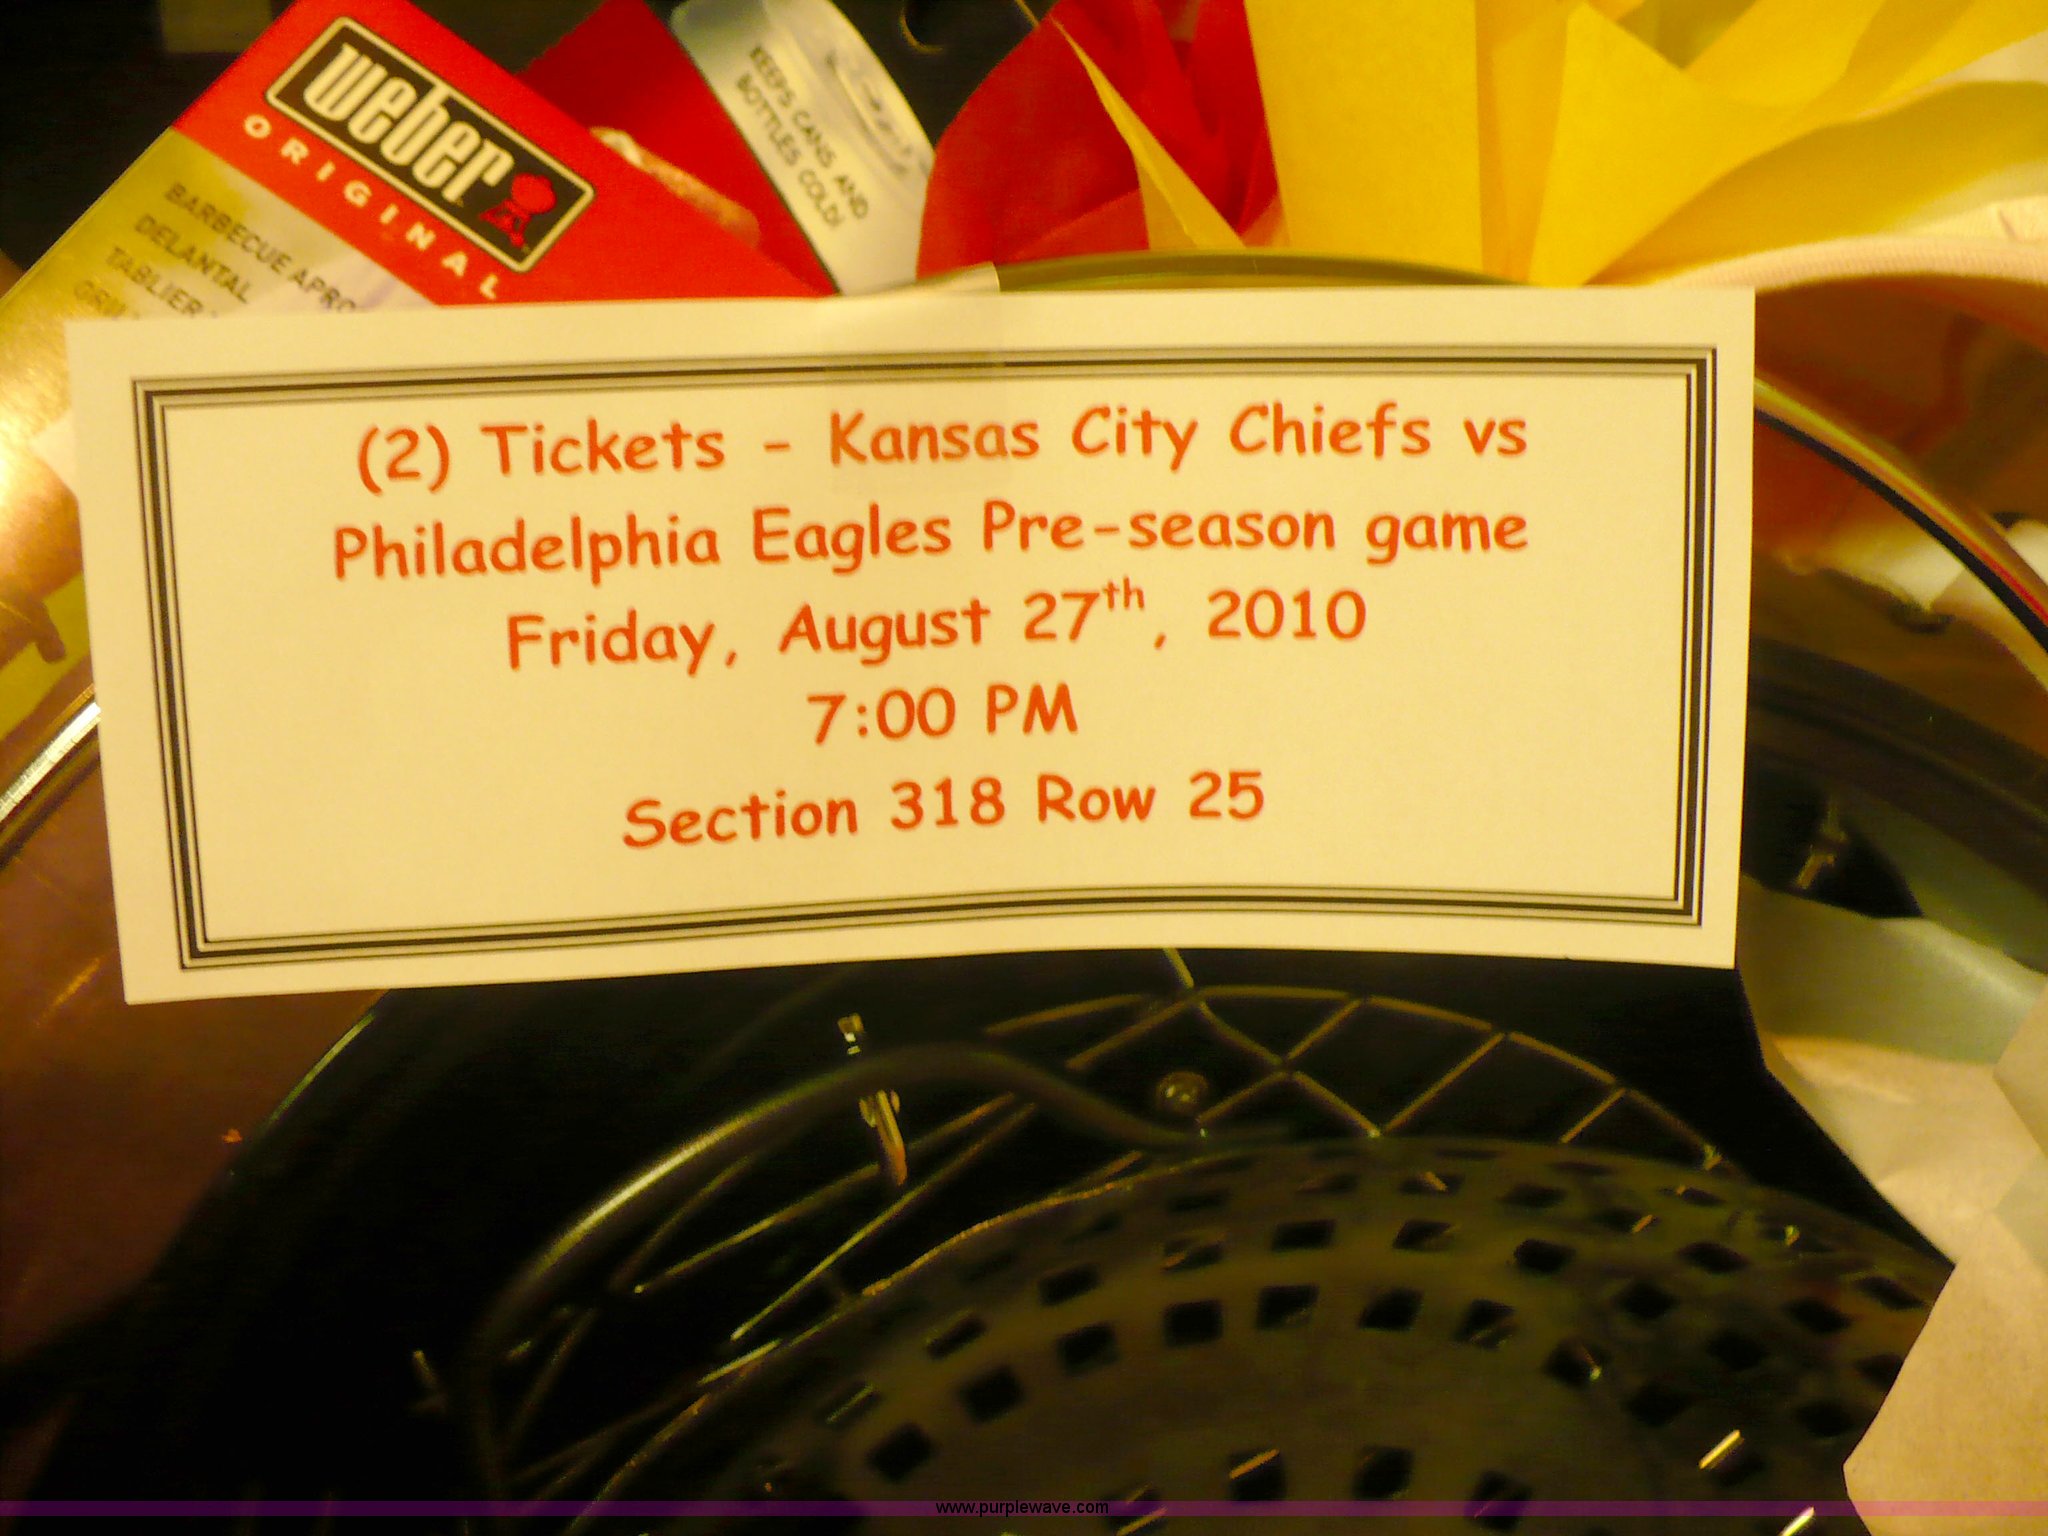 weber
ORIGINAL
BARBECUE APRO
DELANTAL
TABLIER
KEEPS CANS AND
BOTTLES COLD!
(2) Tickets - Kansas City Chiefs vs
Philadelphia Eagles Pre-season game
Friday, August 27th, 2010
7:00 PM
Section 318 Row 25
www.purplewave.com